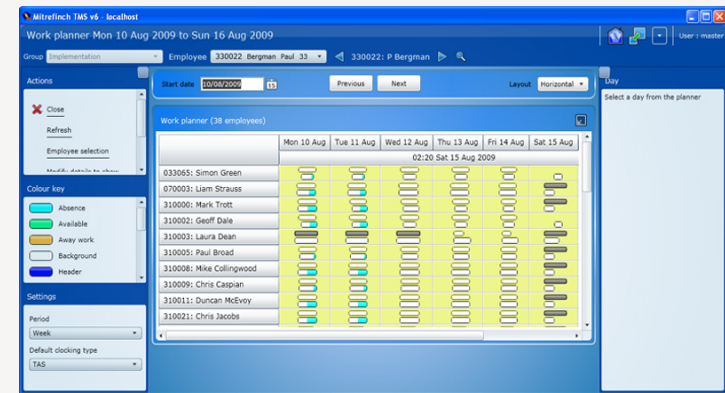 Mitrefinch TMS v6 - localhost
Work planner Mon 10 Aug 2009 to Sun 16 Aug 2009
User : master
Group Implementation Employee 330022 Bergman Paul 33 330022: P Bergman
Actions
Close
Refresh
Employee selection
Modify details to show
Colour key
Absence
Available
Away work
Background
Header
Settings
Period
Week
Default clocking type
TAS
Start date 10/08/2009 15 Previous Next Layout Horizontal
Work planner (38 employees)
Mon 10 Aug Tue 11 Aug Wed 12 Aug Thu 13 Aug Fri 14 Aug Sat 15 Aug
02:20 Sat 15 Aug 2009
033065: Simon Green
070003: Liam Strauss
310000: Mark Trott
310002: Geoff Dale
310003: Laura Dean
310005: Paul Broad
310008: Mike Collingwood
310009: Chris Caspian
310011: Duncan McEvoy
310021: Chris Jacobs
Day
Select a day from the planner